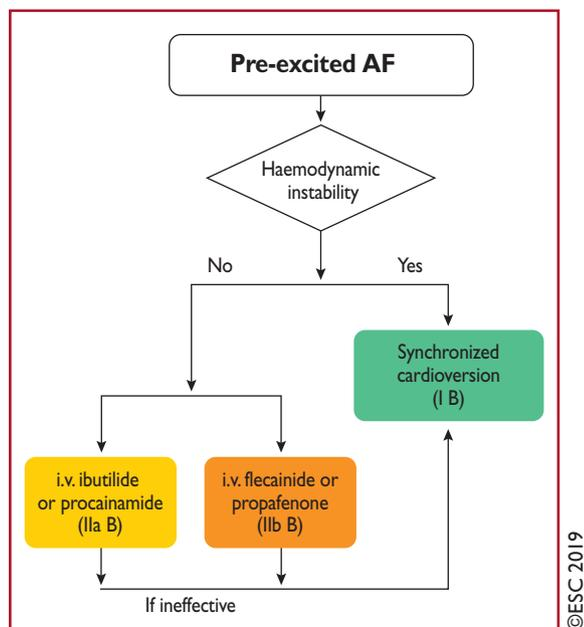 Pre-excited AF
Haemodynamic
instability
No
Yes
Synchronized
cardioversion
(I B)
i.v. ibutilide
or procainamide
(IIa B)
i.v. flecainide or
propafenone
(IIb B)
If ineffective
©ESC 2019